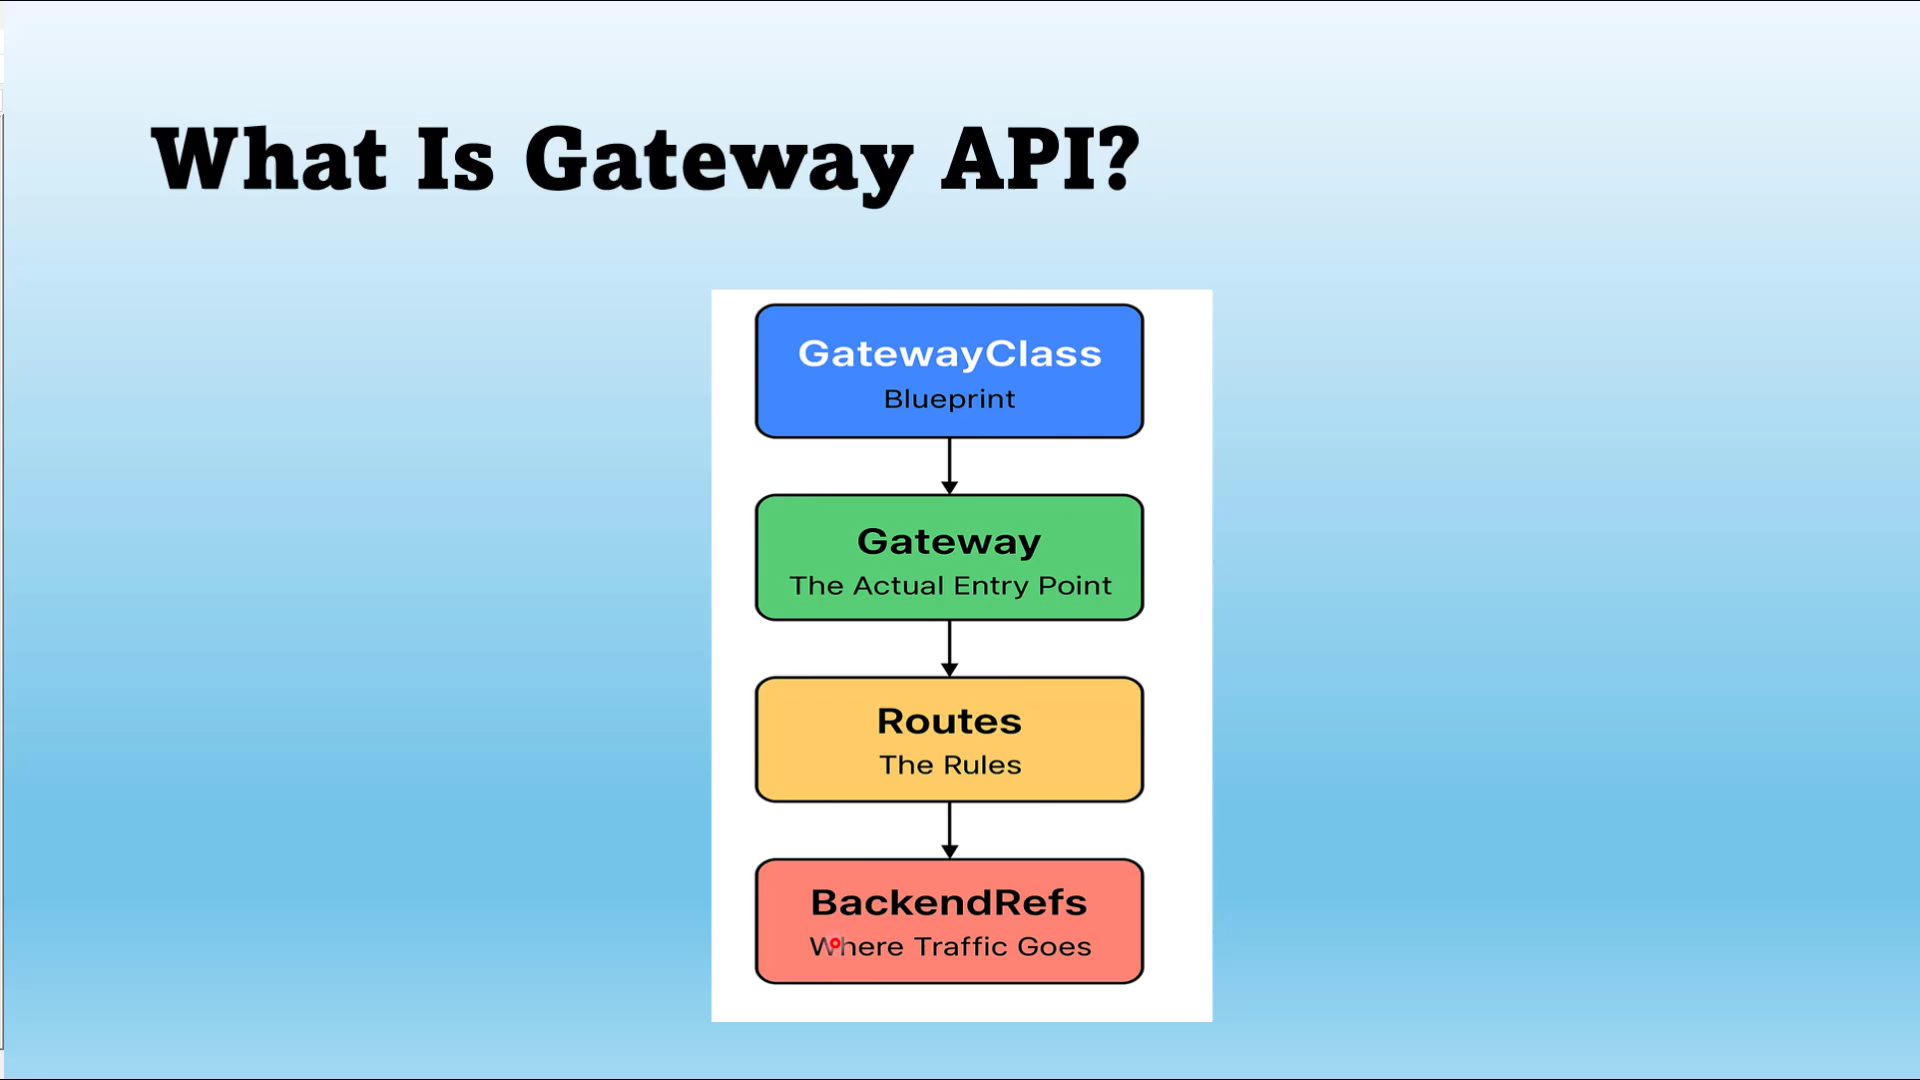 What Is Gateway API?
GatewayClass
Blueprint
Gateway
The Actual Entry Point
Routes
The Rules
BackendRefs
Where Traffic Goes